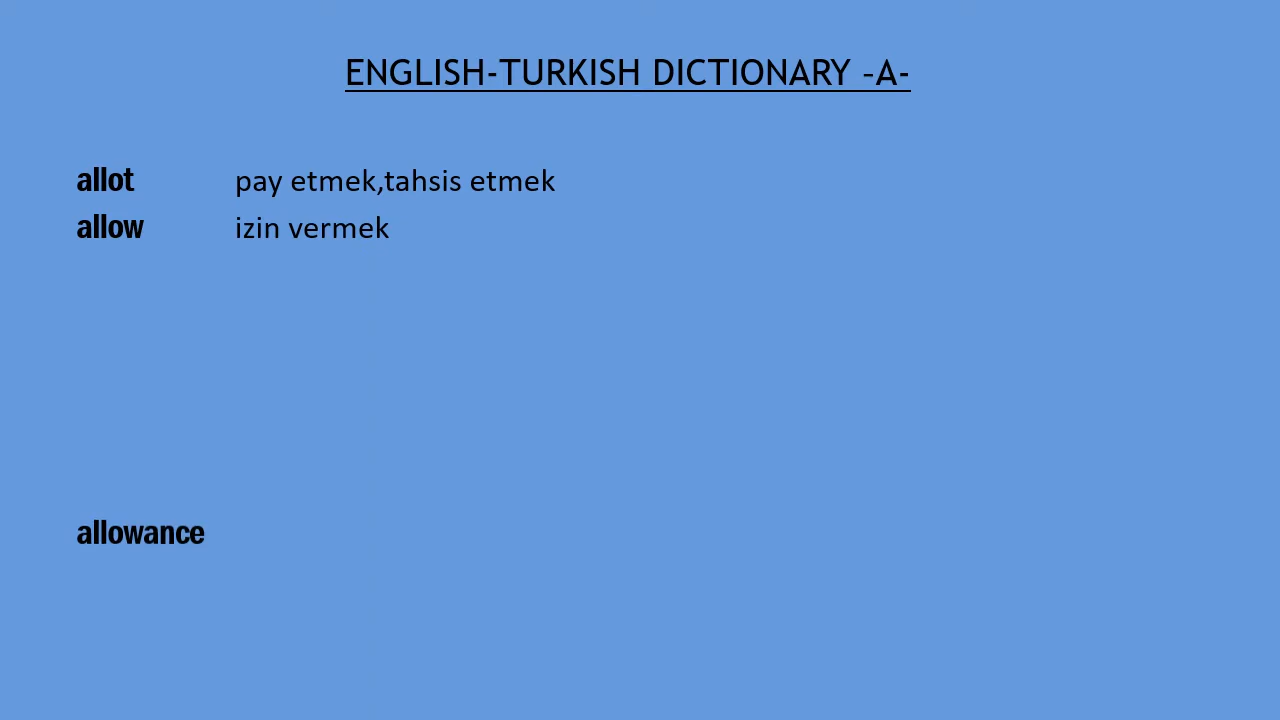 ENGLISH-TURKISH DICTIONARY –A-
allot pay etmek,tahsis etmek
allow izin vermek
allowance